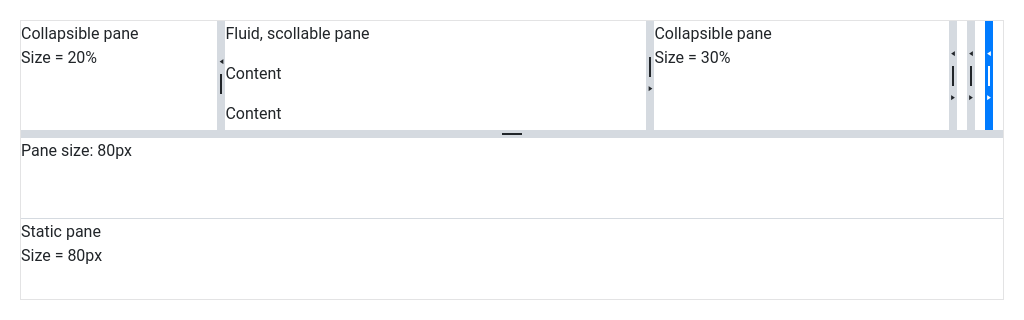 Collapsible pane
Size = 20%
Fluid, scollable pane
Content
Content
Collapsible pane
Size = 30%
Pane size: 80px
Static pane
Size = 80px